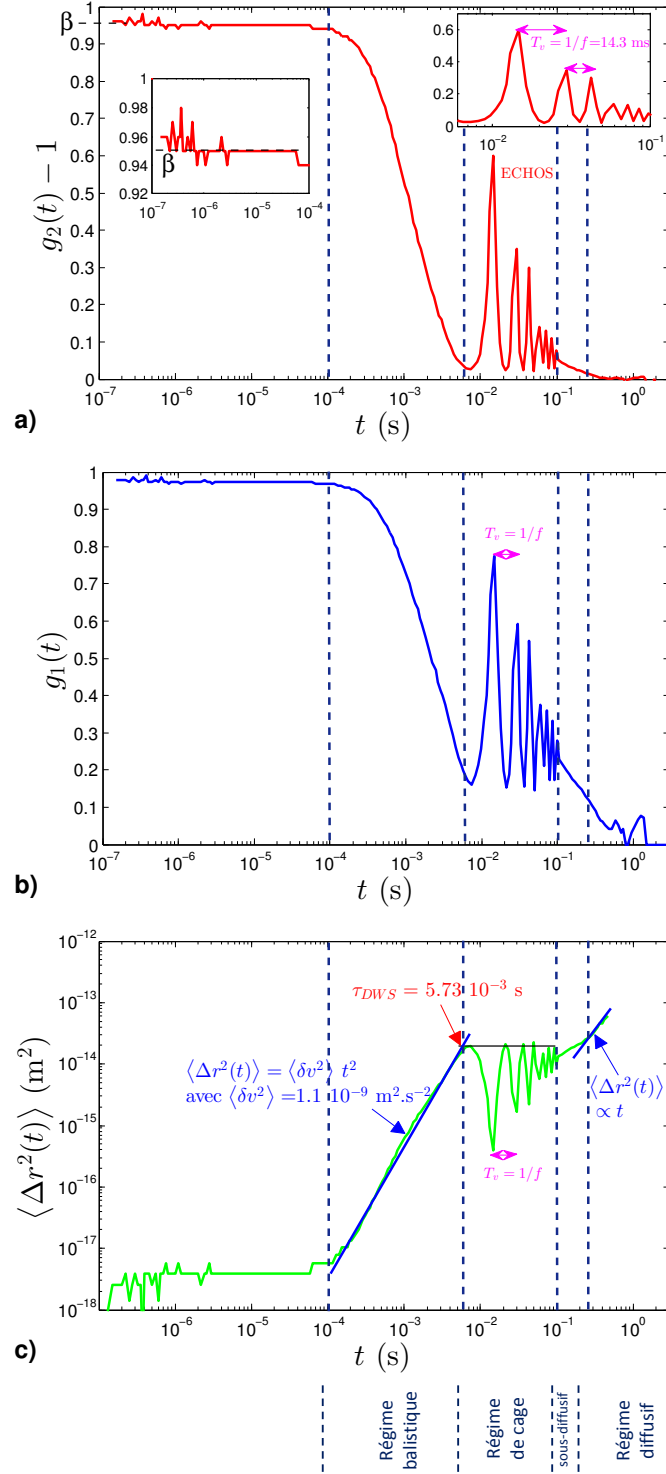 β
1
0.9
0.8
0.7
0.6
0.5
0.4
0.3
0.2
0.1
0
g₂(t) − 1
1
0.98
0.96
0.94
0.92
β
10⁻⁷ 10⁻⁶ 10⁻⁵ 10⁻⁴
0.6
0.4
0.2
0
T_v = 1/f=14.3 ms
10⁻² 10⁻¹
ECHOS
10⁻⁷ 10⁻⁶ 10⁻⁵ 10⁻⁴ 10⁻³ 10⁻² 10⁻¹ 10⁰
t (s)
a)
1
0.9
0.8
0.7
0.6
0.5
0.4
0.3
0.2
0.1
0
g₁(t)
T_v = 1/f
10⁻⁷ 10⁻⁶ 10⁻⁵ 10⁻⁴ 10⁻³ 10⁻² 10⁻¹ 10⁰
t (s)
b)
10⁻¹²
10⁻¹³
10⁻¹⁴
10⁻¹⁵
10⁻¹⁶
10⁻¹⁷
10⁻¹⁸
⟨Δr²(t)⟩ (m²)
τ_DWS = 5.73 10⁻³ s
⟨Δr²(t)⟩ = ⟨δv²⟩ t²
avec ⟨δv²⟩ =1.1 10⁻⁹ m².s⁻²
⟨Δr²(t)⟩
∝ t
T_v = 1/f
10⁻⁶ 10⁻⁵ 10⁻⁴ 10⁻³ 10⁻² 10⁻¹ 10⁰
t (s)
c)
Régime
balistique
Régime
de cage
sous-diffusif
Régime
diffusif